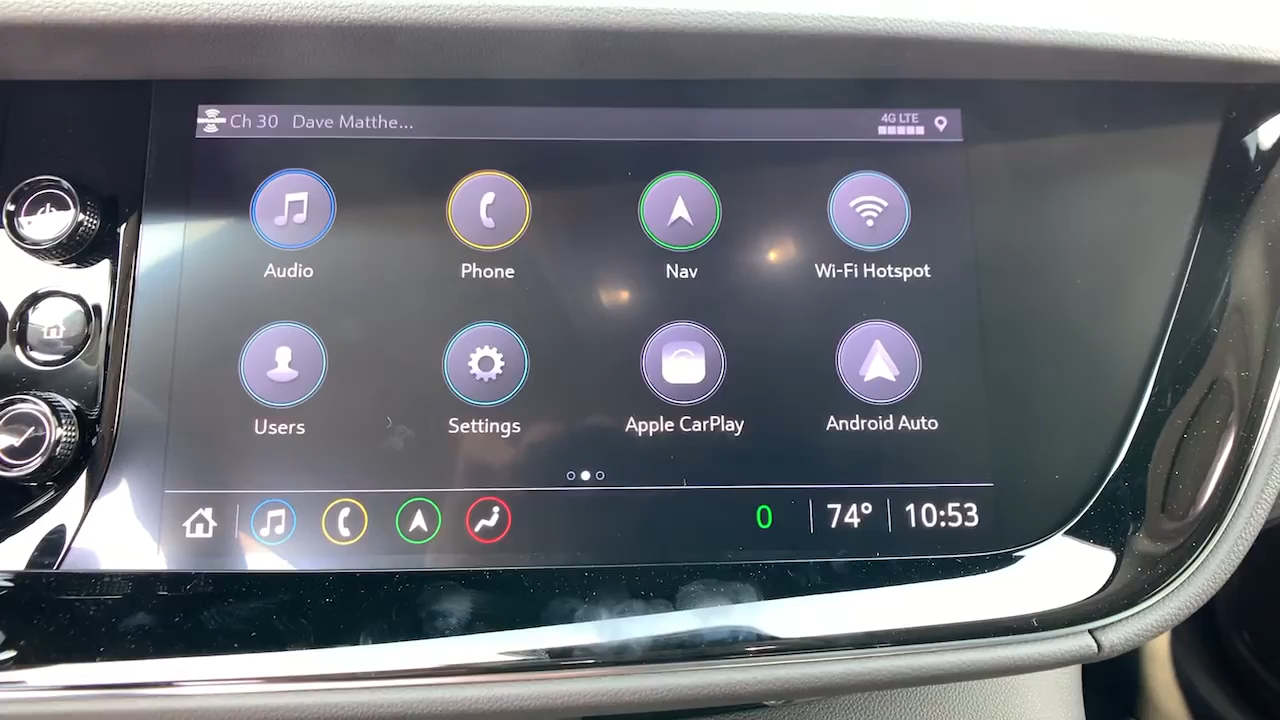 Ch 30 Dave Matthe...
4G LTE
Audio
Phone
Nav
Wi-Fi Hotspot
Users
Settings
Apple CarPlay
Android Auto
0
74°
10:53